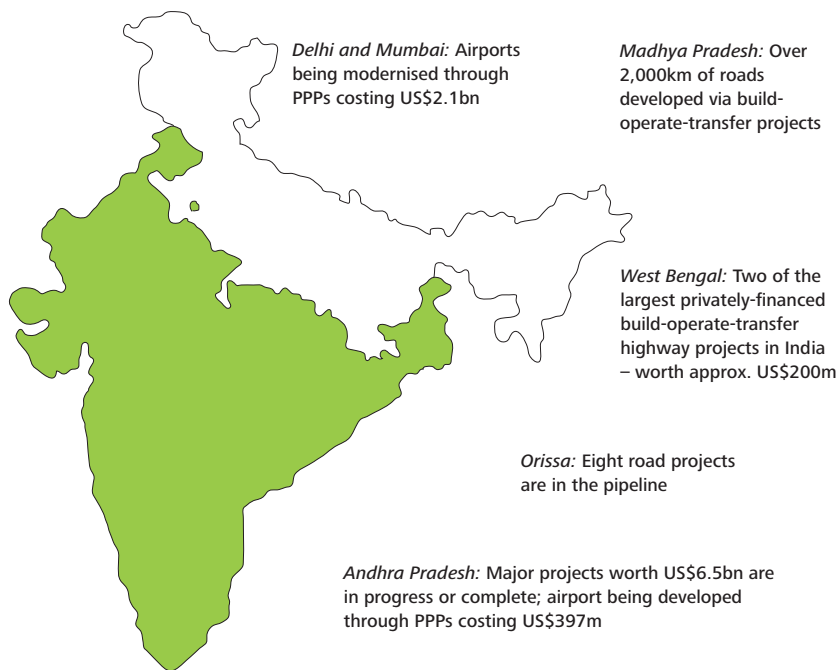 Delhi and Mumbai: Airports
being modernised through
PPPs costing US$2.1bn
Madhya Pradesh: Over
2,000km of roads
developed via build-
operate-transfer projects
West Bengal: Two of the
largest privately-financed
build-operate-transfer
highway projects in India
– worth approx. US$200m
Orissa: Eight road projects
are in the pipeline
Andhra Pradesh: Major projects worth US$6.5bn are
in progress or complete; airport being developed
through PPPs costing US$397m